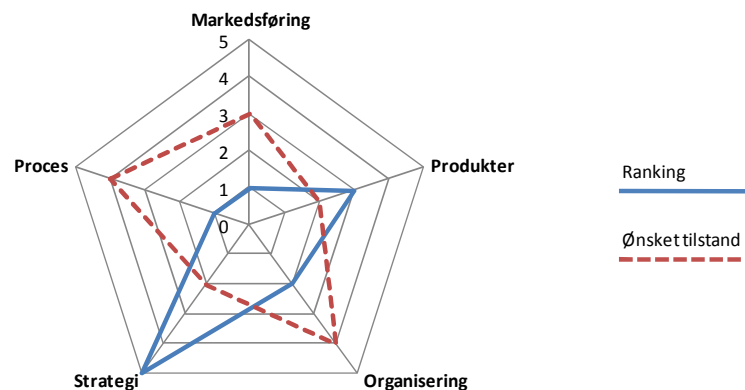 Markedsføring
5
4
3
2
1
0
Proces
Produkter
Strategi
Organisering
Ranking
Ønsket tilstand